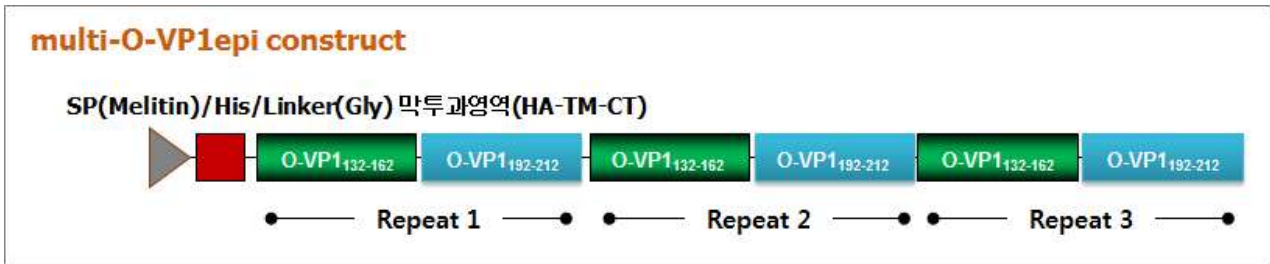 multi-O-VP1epi construct
SP(Melitin)/His/Linker(Gly) 막투과영역(HA-TM-CT)
O-VP1132-162 O-VP1192-212 O-VP1132-162 O-VP1192-212 O-VP1132-162 O-VP1192-212
Repeat 1 Repeat 2 Repeat 3